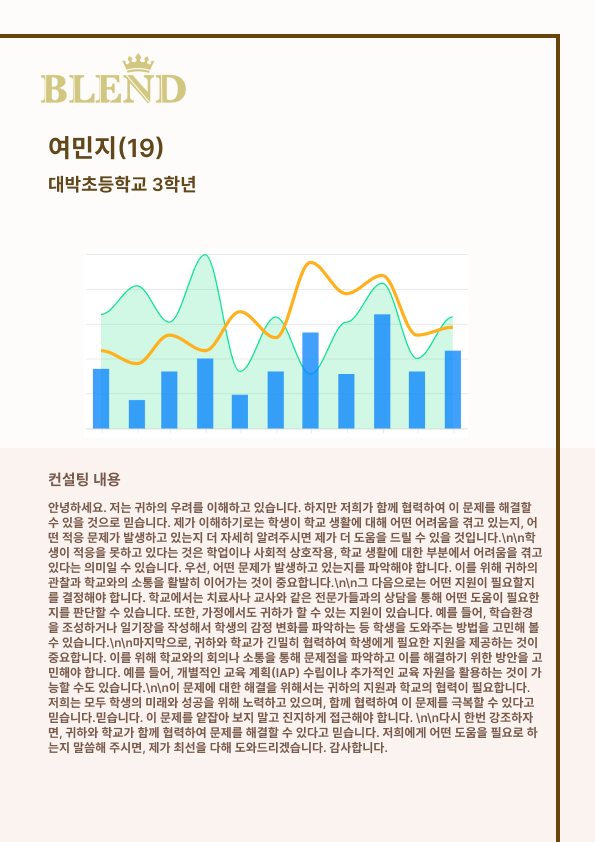 BLEND
여민지(19)
대박초등학교 3학년
컨설팅 내용
안녕하세요. 저는 귀하의 우려를 이해하고 있습니다. 하지만 저희가 함께 협력하여 이 문제를 해결할
수 있을 것으로 믿습니다. 제가 이해하기로는 학생이 학교 생활에 대해 어떤 어려움을 겪고 있는지, 어
떤 적응 문제가 발생하고 있는지 더 자세히 알려주시면 제가 더 도움을 드릴 수 있을 것입니다.\n\n학
생이 적응을 못하고 있다는 것은 학업이나 사회적 상호작용, 학교 생활에 대한 부분에서 어려움을 겪고
있다는 의미일 수 있습니다. 우선, 어떤 문제가 발생하고 있는지를 파악해야 합니다. 이를 위해 귀하의
관찰과 학교와의 소통을 활발히 이어가는 것이 중요합니다.\n\n그 다음으로는 어떤 지원이 필요할지
를 결정해야 합니다. 학교에서는 치료사나 교사와 같은 전문가들과의 상담을 통해 어떤 도움이 필요한
지를 판단할 수 있습니다. 또한, 가정에서도 귀하가 할 수 있는 지원이 있습니다. 예를 들어, 학습환경
을 조성하거나 일기장을 작성해서 학생의 감정 변화를 파악하는 등 학생을 도와주는 방법을 고민해 볼
수 있습니다.\n\n마지막으로, 귀하와 학교가 긴밀히 협력하여 학생에게 필요한 지원을 제공하는 것이
중요합니다. 이를 위해 학교와의 회의나 소통을 통해 문제점을 파악하고 이를 해결하기 위한 방안을 고
민해야 합니다. 예를 들어, 개별적인 교육 계획(IAP) 수립이나 추가적인 교육 자원을 활용하는 것이 가
능할 수도 있습니다.\n\n이 문제에 대한 해결을 위해서는 귀하의 지원과 학교의 협력이 필요합니다.
저희는 모두 학생의 미래와 성공을 위해 노력하고 있으며, 함께 협력하여 이 문제를 극복할 수 있다고
믿습니다.믿습니다. 이 문제를 얕잡아 보지 말고 진지하게 접근해야 합니다. \n\n다시 한번 강조하자
면, 귀하와 학교가 함께 협력하여 문제를 해결할 수 있다고 믿습니다. 저희에게 어떤 도움을 필요로 하
는지 말씀해 주시면, 제가 최선을 다해 도와드리겠습니다. 감사합니다.